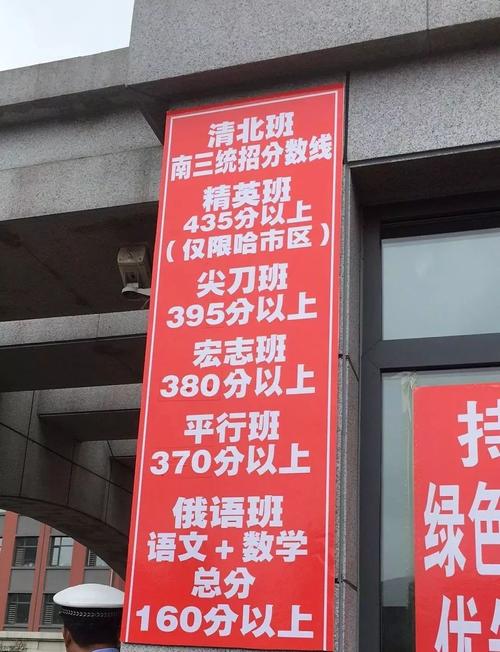 清北班
南三统招分数线
精英班
435分以上
（仅限哈市区）
尖刀班
395分以上
宏志班
380分以上
平行班
370分以上
俄语班
语文+数学
总分
160分以上
持
绿色